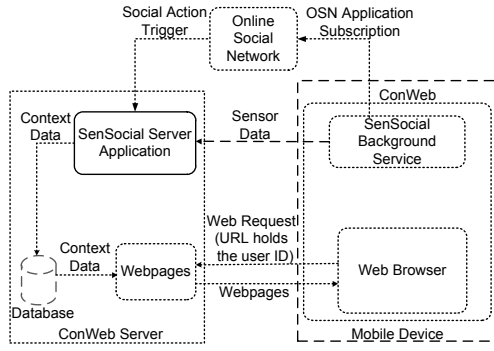 Social Action
Trigger
Online
Social
Network
OSN Application
Subscription
ConWeb
Context
Data
SenSocial Server
Application
Sensor
Data
SenSocial
Background
Service
Web Request
(URL holds
the user ID)
Context
Data
Webpages
Web Browser
Webpages
Database
ConWeb Server
Mobile Device